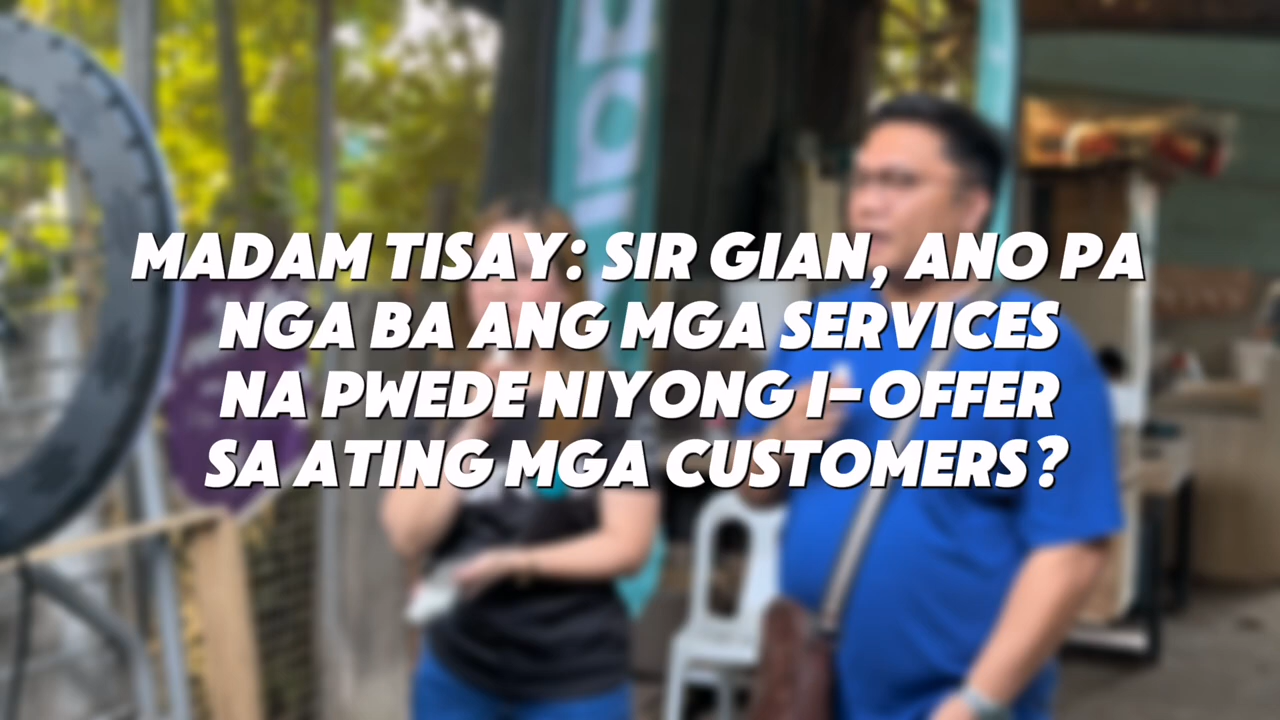 MADAM TISAY: SIR GIAN, ANO PA
NGA BA ANG MGA SERVICES
NA PWEDE NIYONG I-OFFER
SA ATING MGA CUSTOMERS?